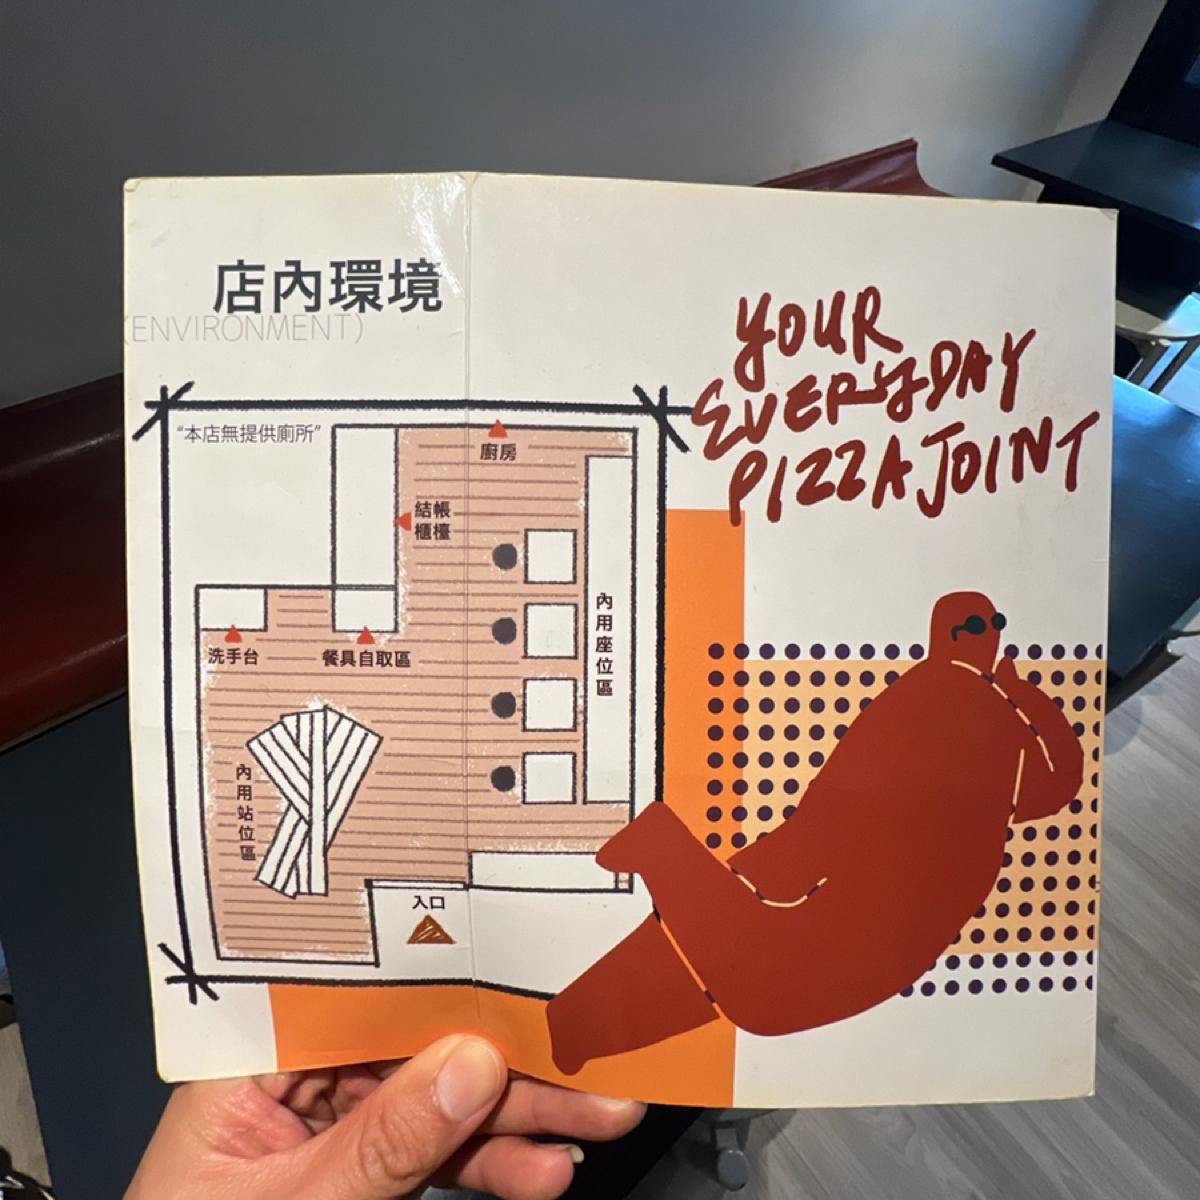 店內環境
(ENVIRONMENT)
YOUR
EVERYDAY
PIZZA JOINT
“本店無提供廁所”
廚房
結帳
櫃檯
洗手台
餐具自取區
內用座位區
內用站位區
入口